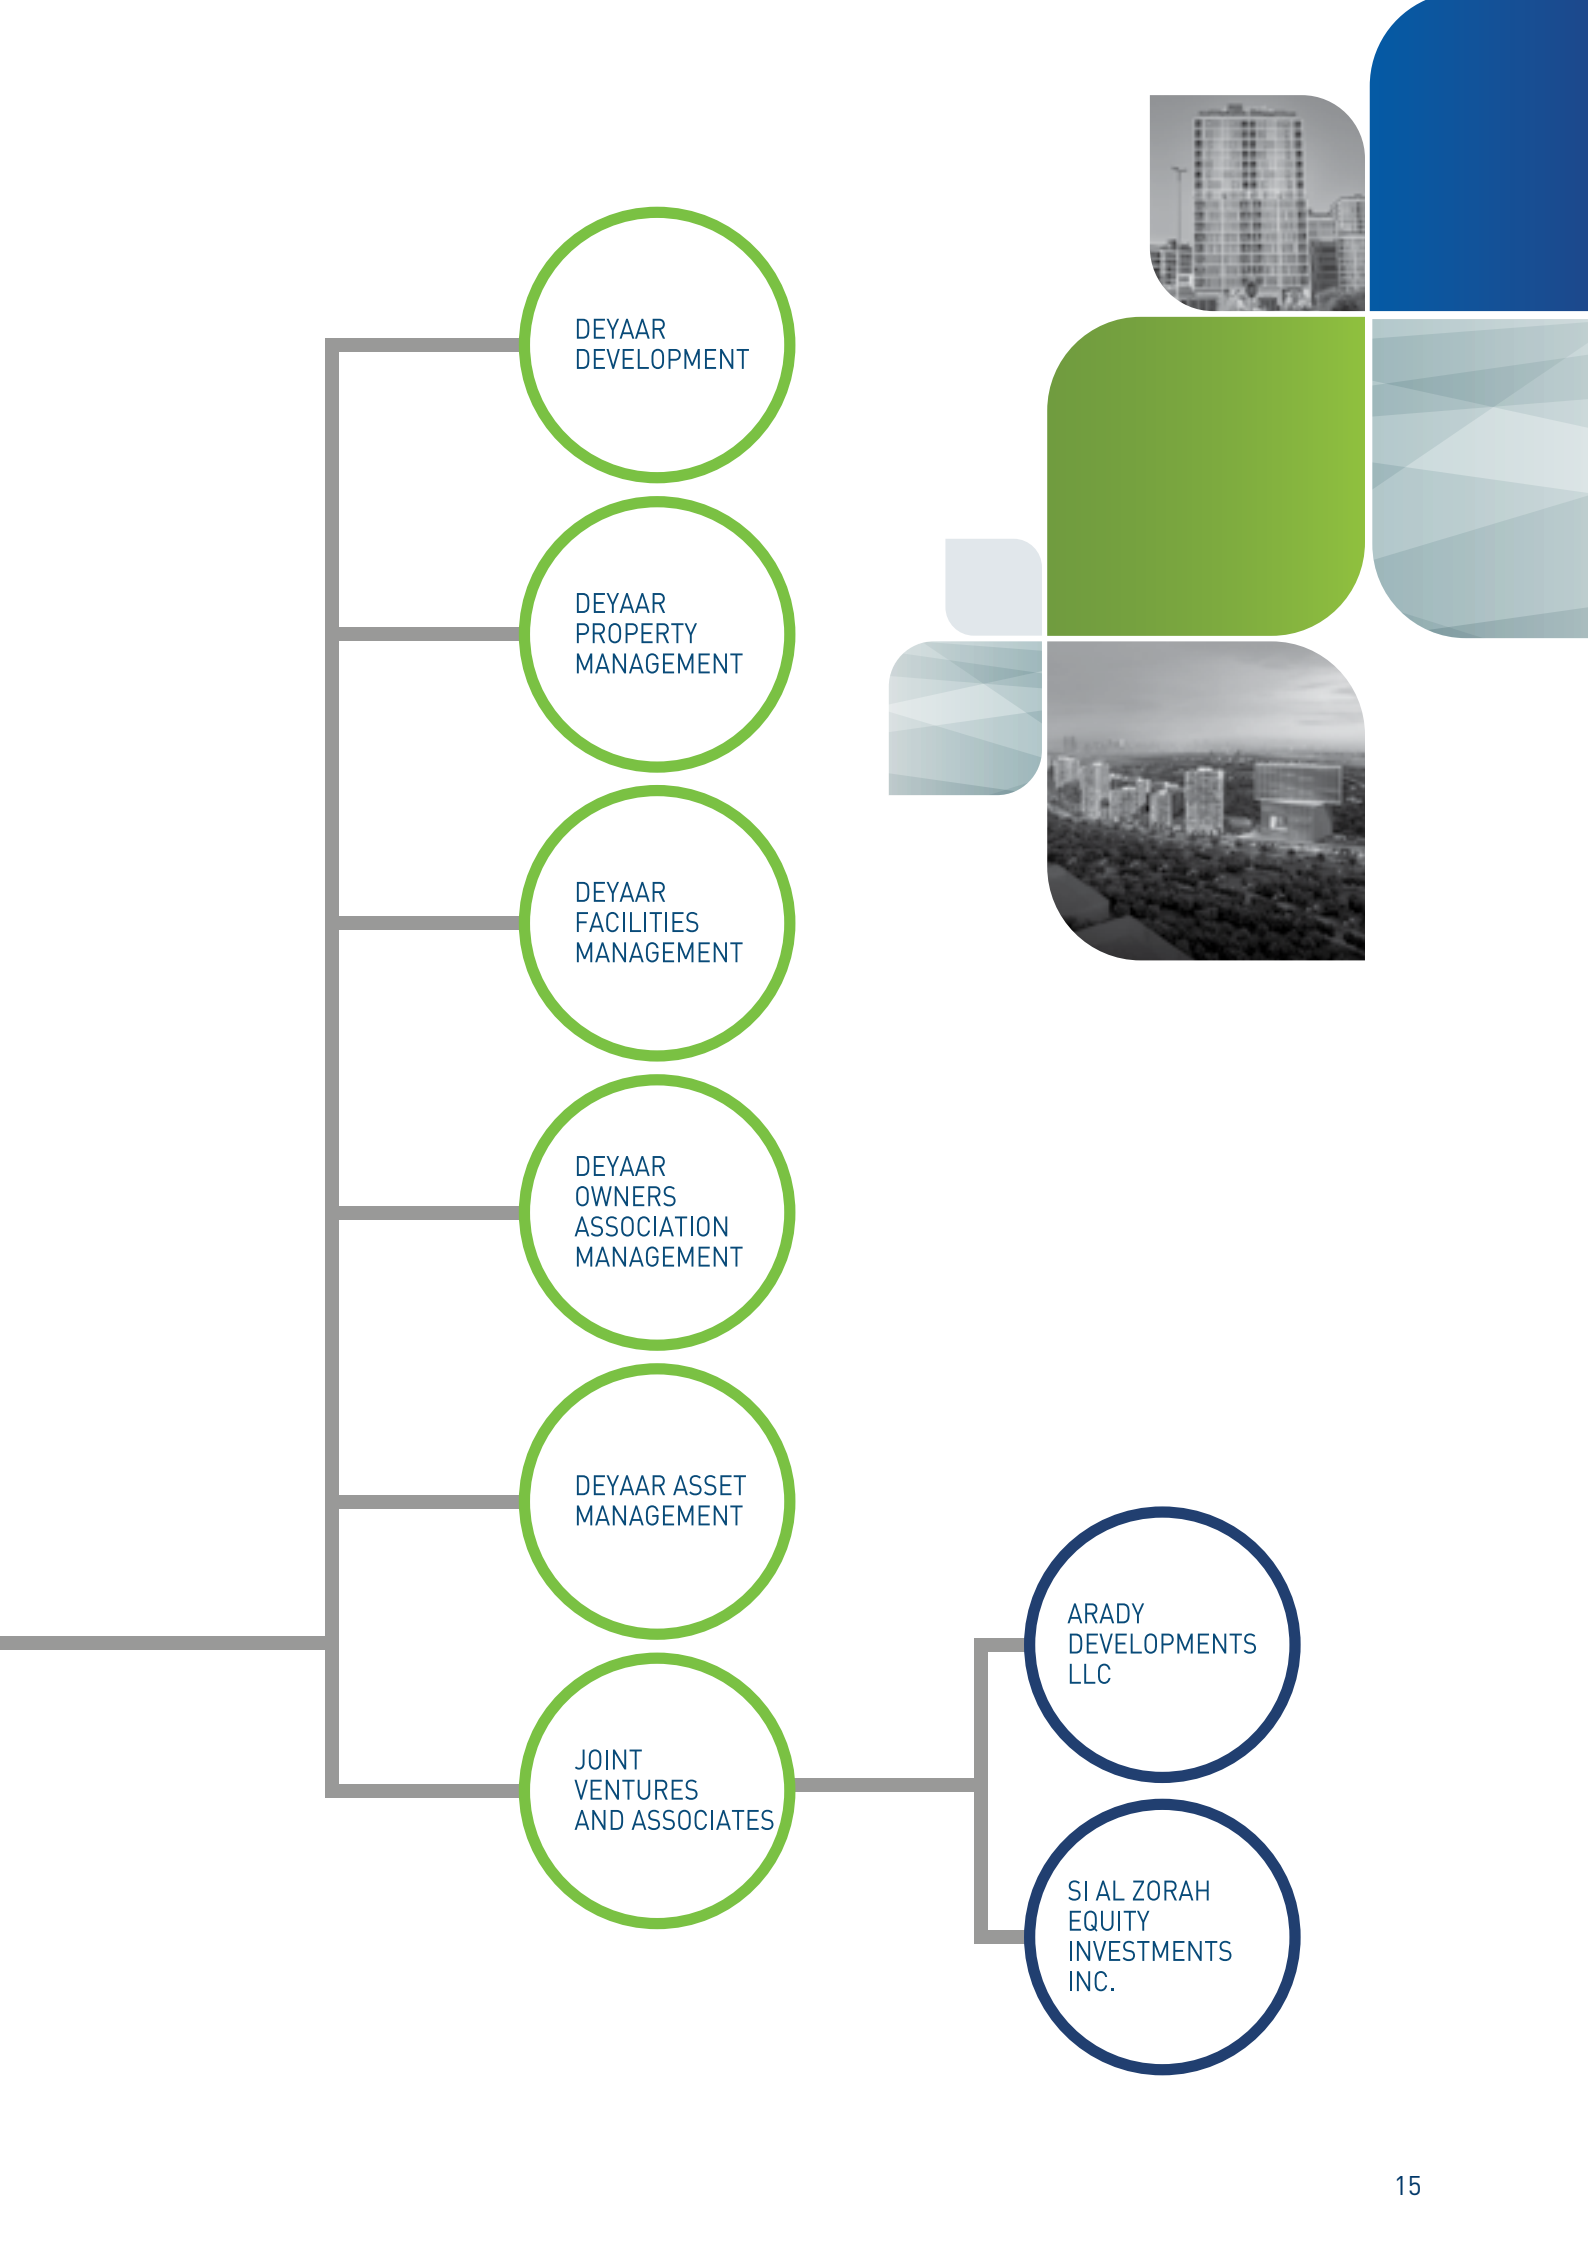 DEYAAR
DEVELOPMENT
DEYAAR
PROPERTY
MANAGEMENT
DEYAAR
FACILITIES
MANAGEMENT
DEYAAR
OWNERS
ASSOCIATION
MANAGEMENT
DEYAAR ASSET
MANAGEMENT
JOINT
VENTURES
AND ASSOCIATES
ARADY
DEVELOPMENTS
LLC
SI AL ZORAH
EQUITY
INVESTMENTS
INC.
15